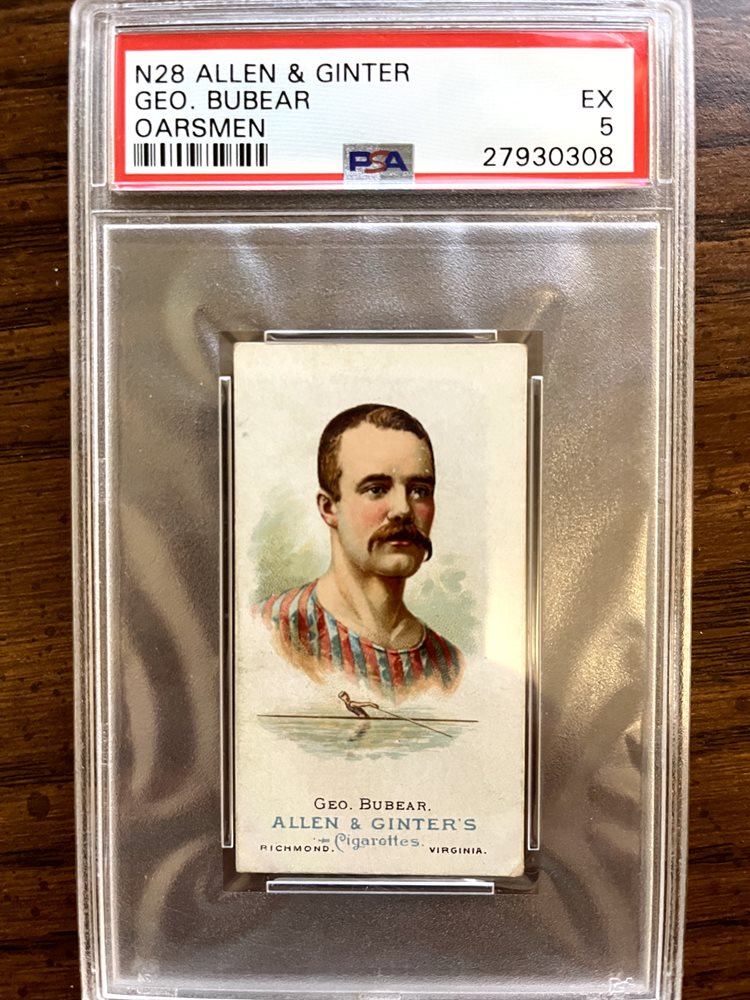 N28 ALLEN & GINTER
GEO. BUBEAR EX
OARSMEN 5
PSA 27930308
GEO. BUBEAR.
ALLEN & GINTER'S
Cigarettes.
RICHMOND. VIRGINIA.